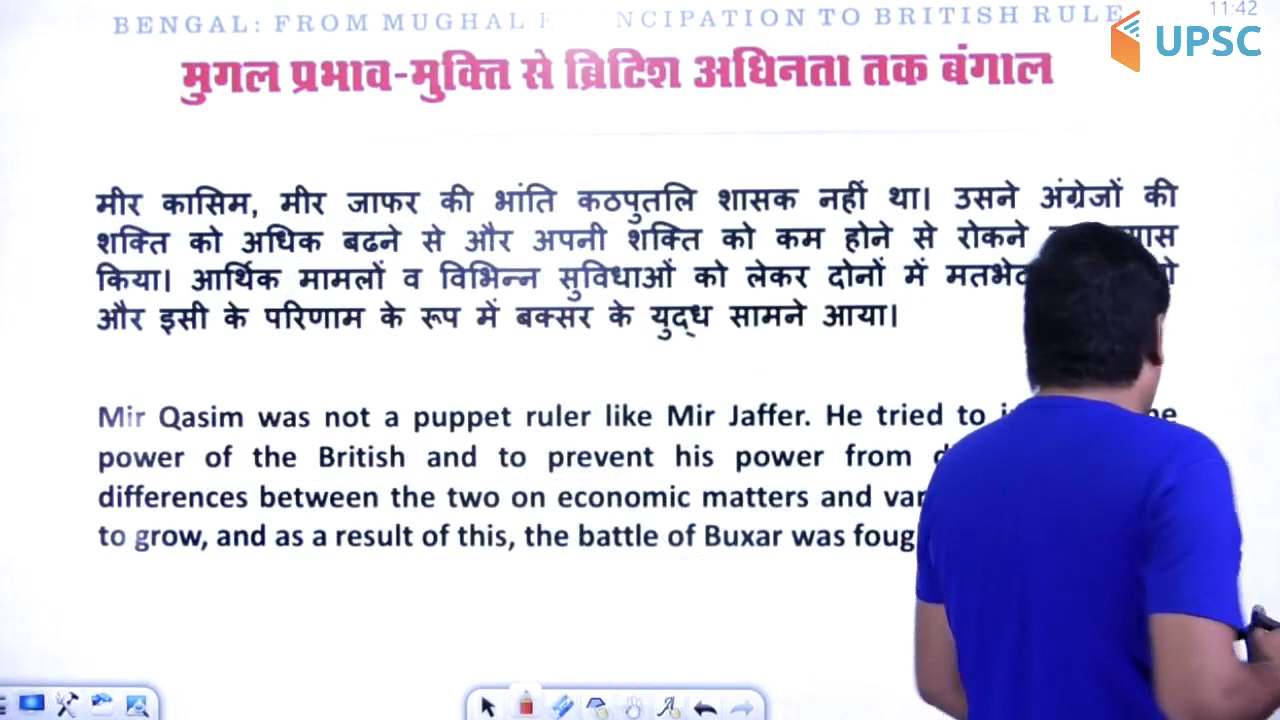 BENGAL: FROM MUGHAL NCIPATION TO BRITISH RULE
11:42
UPSC
मुगल प्रभाव-मुक्ति से ब्रिटिश अधिनता तक बंगाल
मीर कासिम, मीर जाफर की भांति कठपुतलि शासक नहीं था। उसने अंग्रेजों की
शक्ति को अधिक बढने से और अपनी शक्ति को कम होने से रोकने
किया। आर्थिक मामलों व विभिन्न सुविधाओं को लेकर दोनों में
और इसी के परिणाम के रूप में बक्सर के युद्ध सामने आया।
Mir Qasim was not a puppet ruler like Mir Jaffer. He tried to
power of the British and to prevent his power from
differences between the two on economic matters and
to grow, and as a result of this, the battle of Buxar was